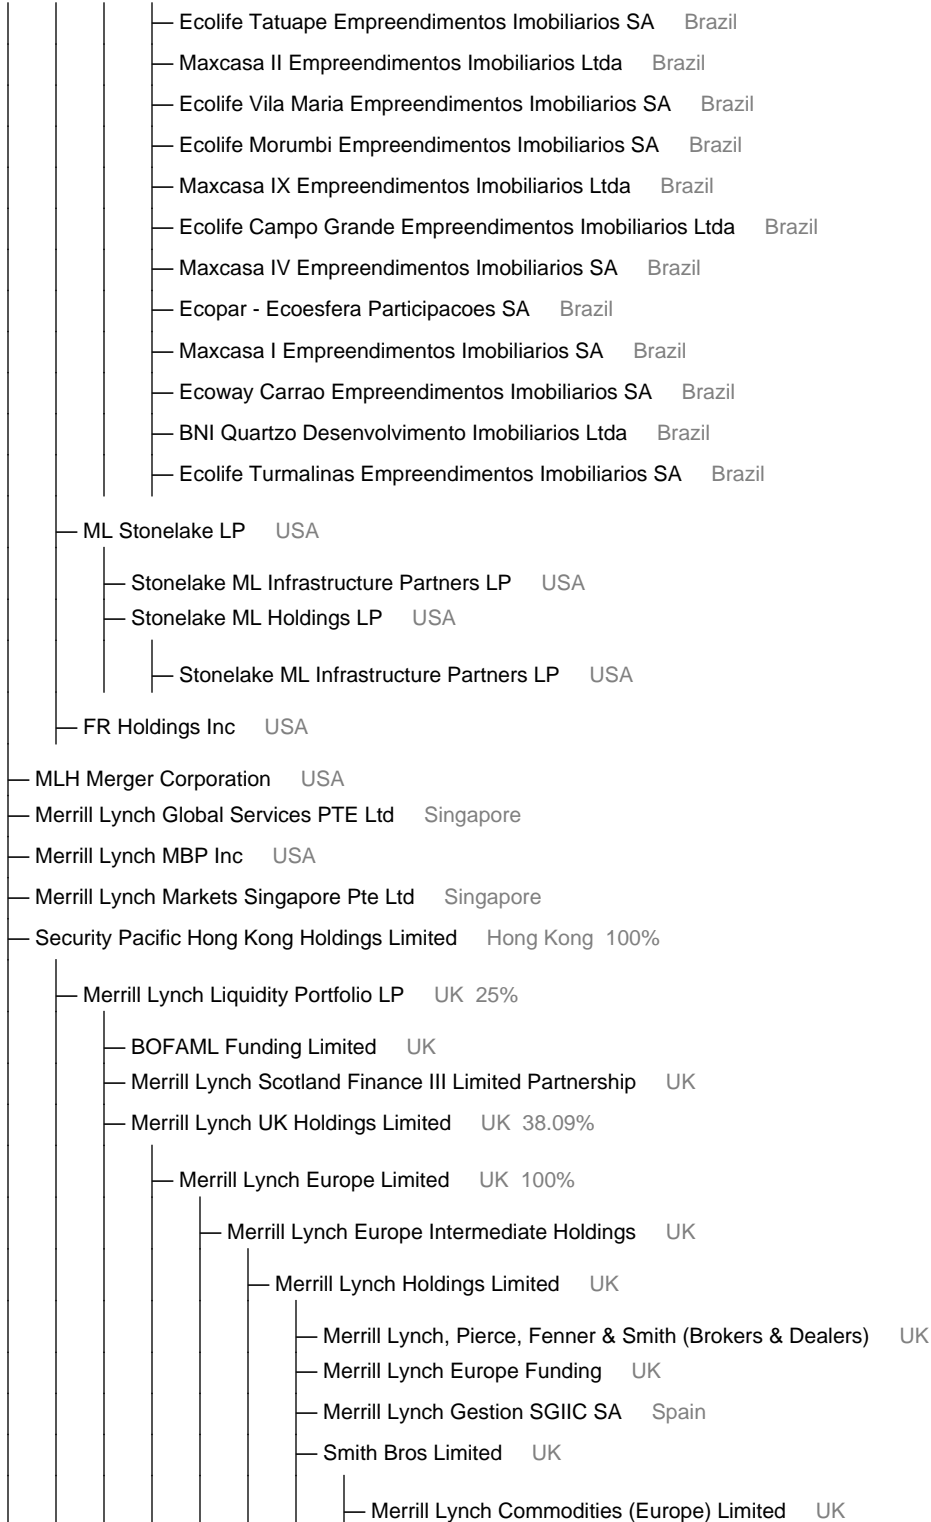 Ecolife Tatuape Empreendimentos Imobiliarios SA Brazil
Maxcasa II Empreendimentos Imobiliarios Ltda Brazil
Ecolife Vila Maria Empreendimentos Imobiliarios SA Brazil
Ecolife Morumbi Empreendimentos Imobiliarios SA Brazil
Maxcasa IX Empreendimentos Imobiliarios Ltda Brazil
Ecolife Campo Grande Empreendimentos Imobiliarios Ltda Brazil
Maxcasa IV Empreendimentos Imobiliarios SA Brazil
Ecopar - Ecoesfera Participacoes SA Brazil
Maxcasa I Empreendimentos Imobiliarios SA Brazil
Ecoway Carrao Empreendimentos Imobiliarios SA Brazil
BNI Quartzo Desenvolvimento Imobiliarios Ltda Brazil
Ecolife Turmalinas Empreendimentos Imobiliarios SA Brazil
ML Stonelake LP USA
Stonelake ML Infrastructure Partners LP USA
Stonelake ML Holdings LP USA
Stonelake ML Infrastructure Partners LP USA
FR Holdings Inc USA
MLH Merger Corporation USA
Merrill Lynch Global Services PTE Ltd Singapore
Merrill Lynch MBP Inc USA
Merrill Lynch Markets Singapore Pte Ltd Singapore
Security Pacific Hong Kong Holdings Limited Hong Kong 100%
Merrill Lynch Liquidity Portfolio LP UK 25%
BOFAML Funding Limited UK
Merrill Lynch Scotland Finance III Limited Partnership UK
Merrill Lynch UK Holdings Limited UK 38.09%
Merrill Lynch Europe Limited UK 100%
Merrill Lynch Europe Intermediate Holdings UK
Merrill Lynch Holdings Limited UK
Merrill Lynch, Pierce, Fenner & Smith (Brokers & Dealers) UK
Merrill Lynch Europe Funding UK
Merrill Lynch Gestion SGIIC SA Spain
Smith Bros Limited UK
Merrill Lynch Commodities (Europe) Limited UK